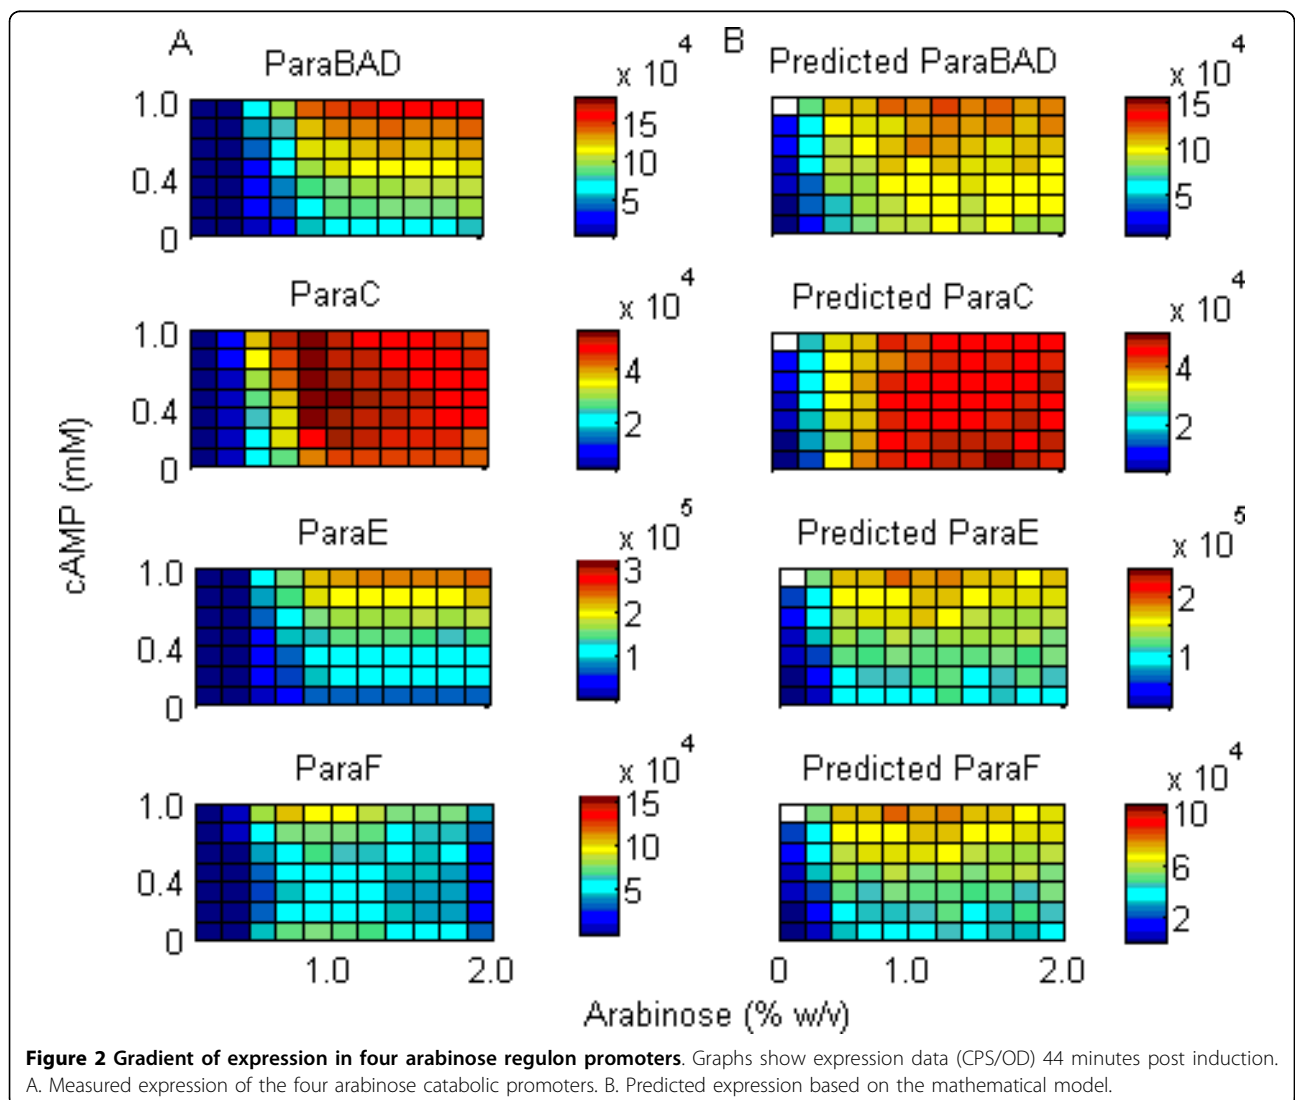 A
B
ParaBAD
x 10 4
Predicted ParaBAD
x 10 4
1.0
0.4
0
15
10
5
15
10
5
ParaC
x 10 4
Predicted ParaC
x 10 4
1.0
0.4
0
4
2
4
2
cAMP (mM)
ParaE
x 10 5
Predicted ParaE
x 10 5
1.0
0.4
0
3
2
1
2
1
ParaF
x 10 4
Predicted ParaF
x 10 4
1.0
0.4
0
15
10
5
10
6
2
1.0 2.0
0 1.0 2.0
Arabinose (% w/v)
Figure 2 Gradient of expression in four arabinose regulon promoters. Graphs show expression data (CPS/OD) 44 minutes post induction.
A. Measured expression of the four arabinose catabolic promoters. B. Predicted expression based on the mathematical model.